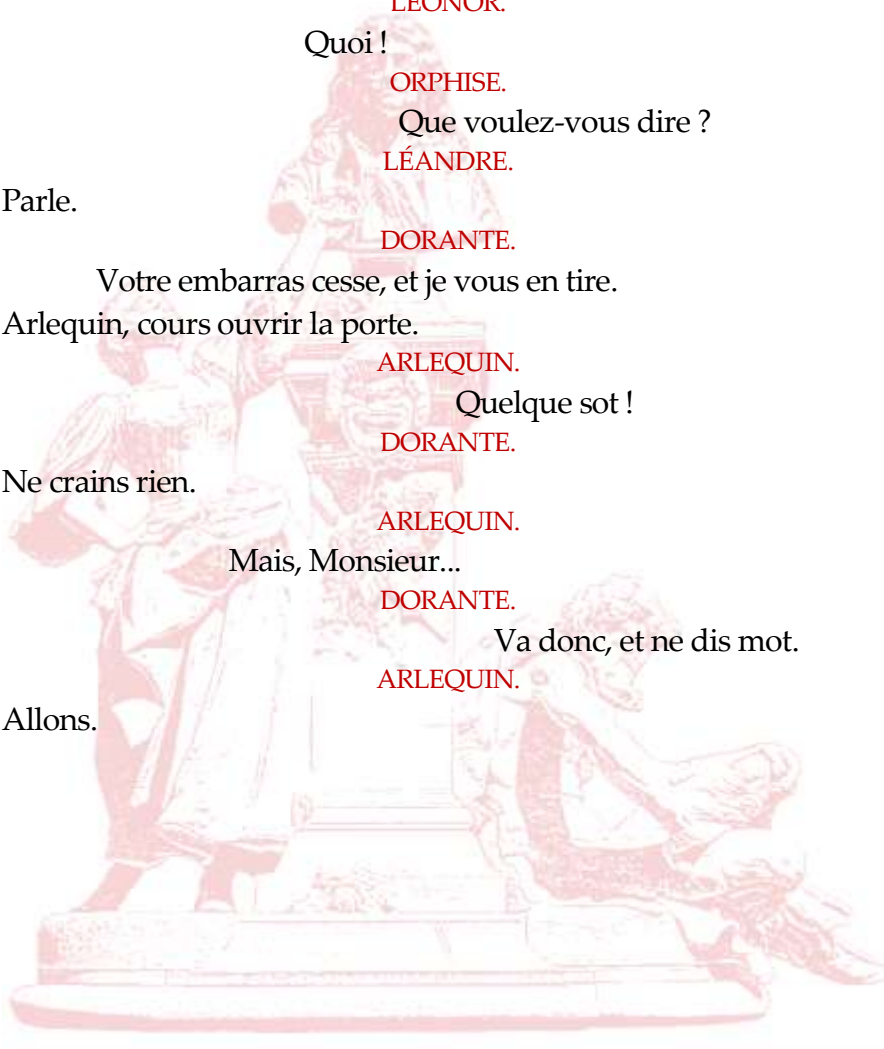 LÉONOR.
Quoi !
ORPHISE.
Que voulez-vous dire ?
LÉANDRE.
Parle.
DORANTE.
Votre embarras cesse, et je vous en tire.
Arlequin, cours ouvrir la porte.
ARLEQUIN.
Quelque sot !
DORANTE.
Ne crains rien.
ARLEQUIN.
Mais, Monsieur...
DORANTE.
Va donc, et ne dis mot.
ARLEQUIN.
Allons.